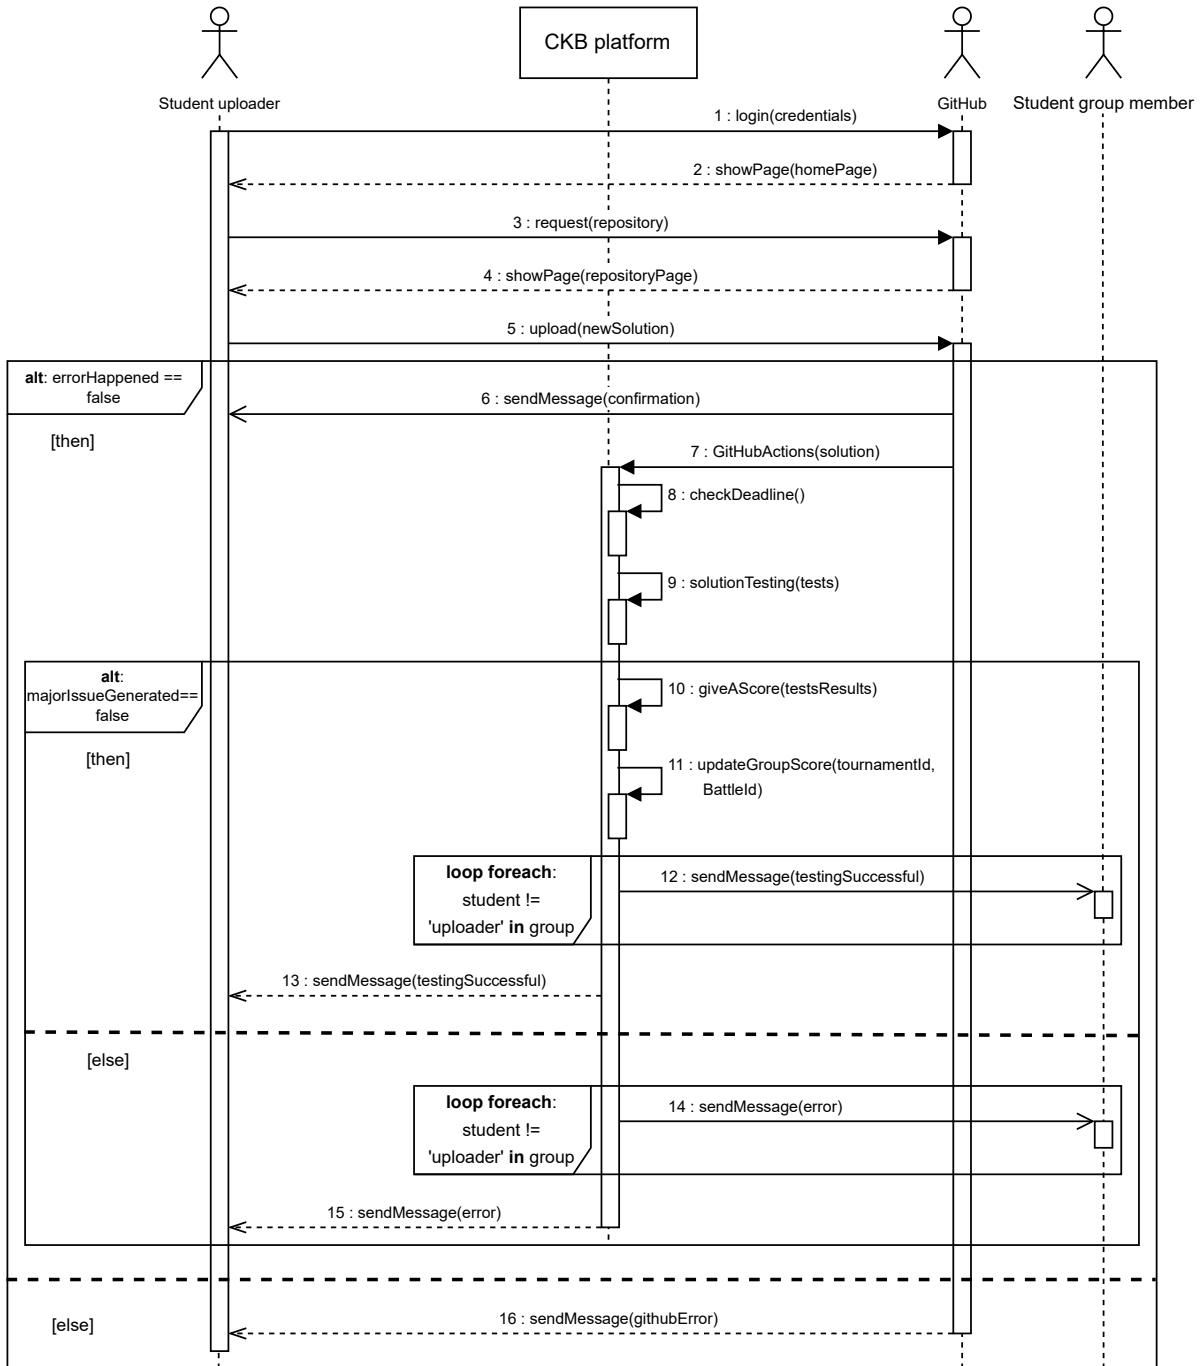 CKB platform
Student uploader
GitHub
Student group member
1 : login(credentials)
2 : showPage(homePage)
3 : request(repository)
4 : showPage(repositoryPage)
5 : upload(newSolution)
alt: errorHappened ==
false
6 : sendMessage(confirmation)
[then]
7 : GitHubActions(solution)
8 : checkDeadline()
9 : solutionTesting(tests)
alt:
majorIssueGenerated==
false
10 : giveAScore(testsResults)
[then]
11 : updateGroupScore(tournamentId,
BattleId)
loop foreach:
student !=
'uploader' in group
12 : sendMessage(testingSuccessful)
13 : sendMessage(testingSuccessful)
[else]
loop foreach:
student !=
'uploader' in group
14 : sendMessage(error)
15 : sendMessage(error)
[else]
16 : sendMessage(githubError)